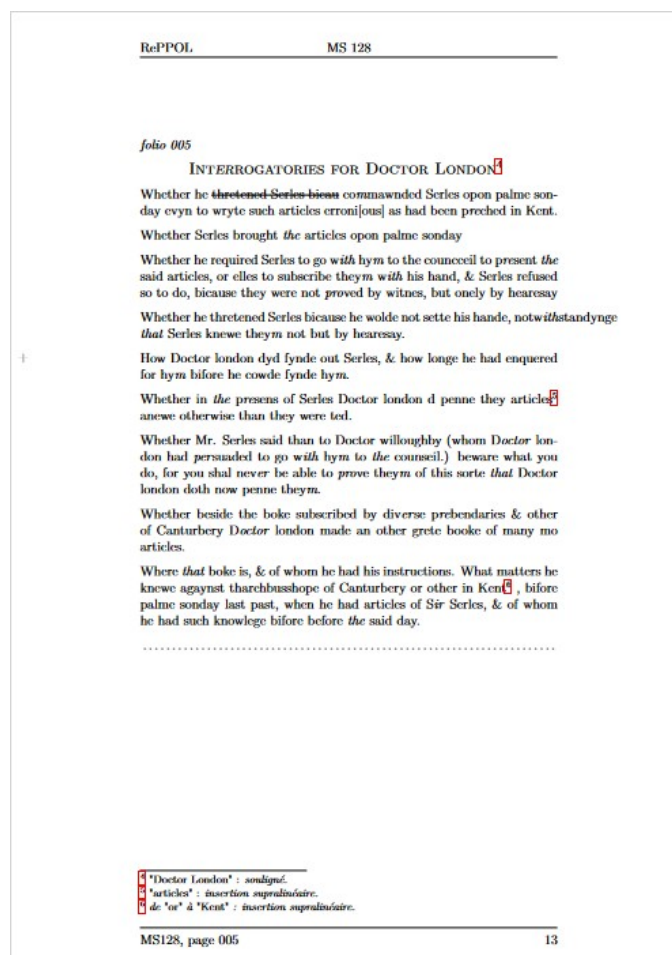 RePPOL MS 128
folio 005
INTERROGATORIES FOR DOCTOR LONDON4
Whether he thretened Serles bicau commawnded Serles opon palme son-
day evyn to wryte such articles erroni[ous] as had been preched in Kent.
Whether Serles brought the articles opon palme sonday
Whether he required Serles to go with hym to the councceil to present the
said articles, or elles to subscribe theym with his hand, & Serles refused
so to do, bicause they were not proved by witnes, but onely by hearesay
Whether he thretened Serles bicause he wolde not sette his hande, notwithstandynge
that Serles knewe theym not but by hearesay.
How Doctor london dyd fynde out Serles, & how longe he had enquered
for hym bifore he cowde fynde hym.
Whether in the presens of Serles Doctor london d penne they articles5
anewe otherwise than they were ted.
Whether Mr. Serles said than to Doctor willoughby (whom Doctor lon-
don had persuaded to go with hym to the counseil.) beware what you
do, for you shal never be able to prove theym of this sorte that Doctor
london doth now penne theym.
Whether beside the boke subscribed by diverse prebendaries & other
of Canturbery Doctor london made an other grete booke of many mo
articles.
Where that boke is, & of whom he had his instructions. What matters he
knewe agaynst tharchbusshope of Canturbery or other in Kent6 , bifore
palme sonday last past, when he had articles of Sir Serles, & of whom
he had such knowlege bifore before the said day.
4 "Doctor London" : souligné.
5 "articles" : insertion supralinéaire.
6 de "or" à "Kent" : insertion supralinéaire.
MS128, page 005 13